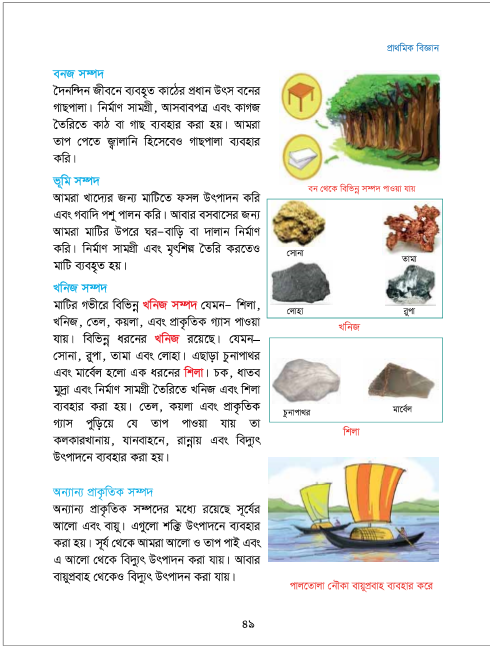 প্রাথমিক বিজ্ঞান
বনজ সম্পদ
দৈনন্দিন জীবনে ব্যবহৃত কাঠের প্রধান উৎস বনের
গাছপালা। নির্মাণ সামগ্রী, আসবাবপত্র এবং কাগজ
তৈরিতে কাঠ বা গাছ ব্যবহার করা হয়। আমরা
তাপ পেতে জ্বালানি হিসেবেও গাছপালা ব্যবহার
করি।
ভূমি সম্পদ
আমরা খাদ্যের জন্য মাটিতে ফসল উৎপাদন করি
এবং গবাদি পশু পালন করি। আবার বসবাসের জন্য
আমরা মাটির উপরে ঘর–বাড়ি বা দালান নির্মাণ
করি। নির্মাণ সামগ্রী এবং মৃৎশিল্প তৈরি করতেও
মাটি ব্যবহৃত হয়।
খনিজ সম্পদ
মাটির গভীরে বিভিন্ন খনিজ সম্পদ যেমন– শিলা,
খনিজ, তেল, কয়লা, এবং প্রাকৃতিক গ্যাস পাওয়া
যায়। বিভিন্ন ধরনের খনিজ রয়েছে। যেমন–
সোনা, রুপা, তামা এবং লোহা। এছাড়া চুনাপাথর
এবং মার্বেল হলো এক ধরনের শিলা। চক, ধাতব
মুদ্রা এবং নির্মাণ সামগ্রী তৈরিতে খনিজ এবং শিলা
ব্যবহার করা হয়। তেল, কয়লা এবং প্রাকৃতিক
গ্যাস পুড়িয়ে যে তাপ পাওয়া যায় তা
কলকারখানায়, যানবাহনে, রান্নায় এবং বিদ্যুৎ
উৎপাদনে ব্যবহার করা হয়।
অন্যান্য প্রাকৃতিক সম্পদ
অন্যান্য প্রাকৃতিক সম্পদের মধ্যে রয়েছে সূর্যের
আলো এবং বায়ু। এগুলো শক্তি উৎপাদনে ব্যবহার
করা হয়। সূর্য থেকে আমরা আলো ও তাপ পাই এবং
এ আলো থেকে বিদ্যুৎ উৎপাদন করা যায়। আবার
বায়ুপ্রবাহ থেকেও বিদ্যুৎ উৎপাদন করা যায়।
বন থেকে বিভিন্ন সম্পদ পাওয়া যায়
সোনা
তামা
লোহা
রুপা
খনিজ
চুনাপাথর
মার্বেল
শিলা
পালতোলা নৌকা বায়ুপ্রবাহ ব্যবহার করে
৪৯